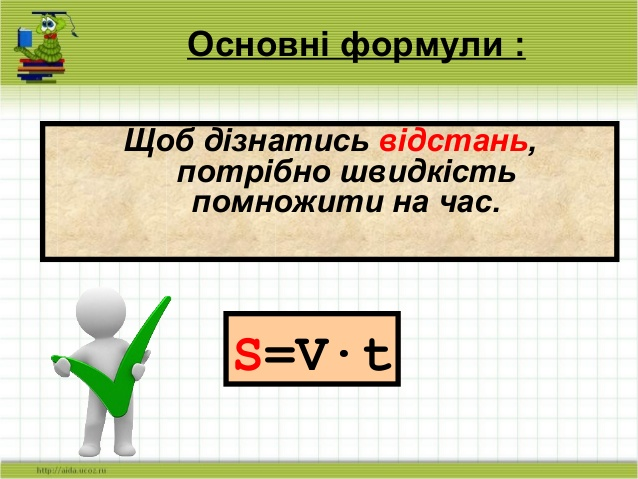 Основні формули :
Щоб дізнатись відстань,
потрібно швидкість
помножити на час.
S=V·t
http://aida.ucoz.ru